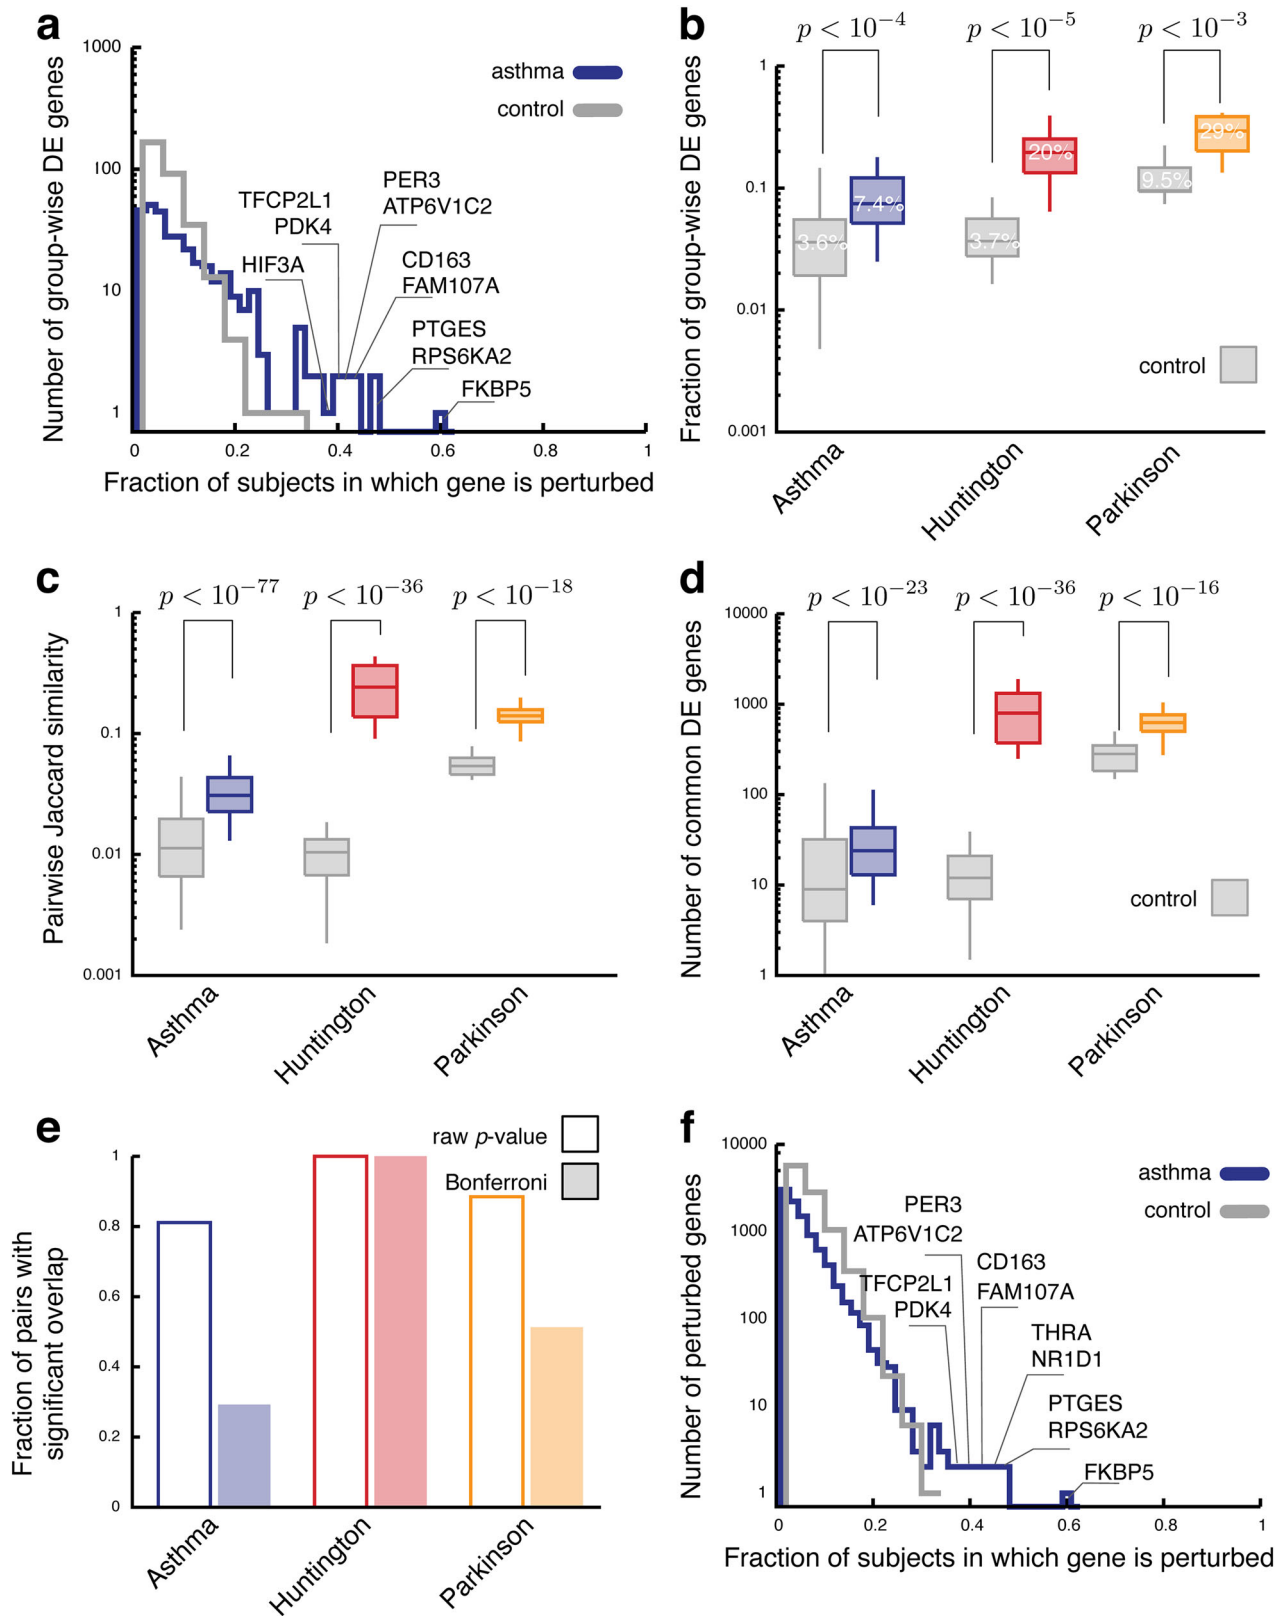 a
1000
100
10
1
Number of group-wise DE genes
asthma
control
TFCP2L1
PDK4
PER3
ATP6V1C2
HIF3A
CD163
FAM107A
PTGES
RPS6KA2
FKBP5
0
0.2
0.4
0.6
0.8
1
Fraction of subjects in which gene is perturbed
b
p < 10−4
p < 10−5
p < 10−3
1
0.1
0.01
0.001
Fraction of group-wise DE genes
3.6%
7.4%
3.7%
20%
9.5%
29%
control
Asthma
Huntington
Parkinson
c
p < 10−77
p < 10−36
p < 10−18
1
0.1
0.01
0.001
Pairwise Jaccard similarity
Asthma
Huntington
Parkinson
d
p < 10−23
p < 10−36
p < 10−16
10000
1000
100
10
1
Number of common DE genes
control
Asthma
Huntington
Parkinson
e
raw p-value
Bonferroni
1
0.8
0.6
0.4
0.2
0
Fraction of pairs with
significant overlap
Asthma
Huntington
Parkinson
f
10000
1000
100
10
1
Number of perturbed genes
asthma
control
PER3
ATP6V1C2
TFCP2L1
PDK4
CD163
FAM107A
THRA
NR1D1
PTGES
RPS6KA2
FKBP5
0
0.2
0.4
0.6
0.8
1
Fraction of subjects in which gene is perturbed